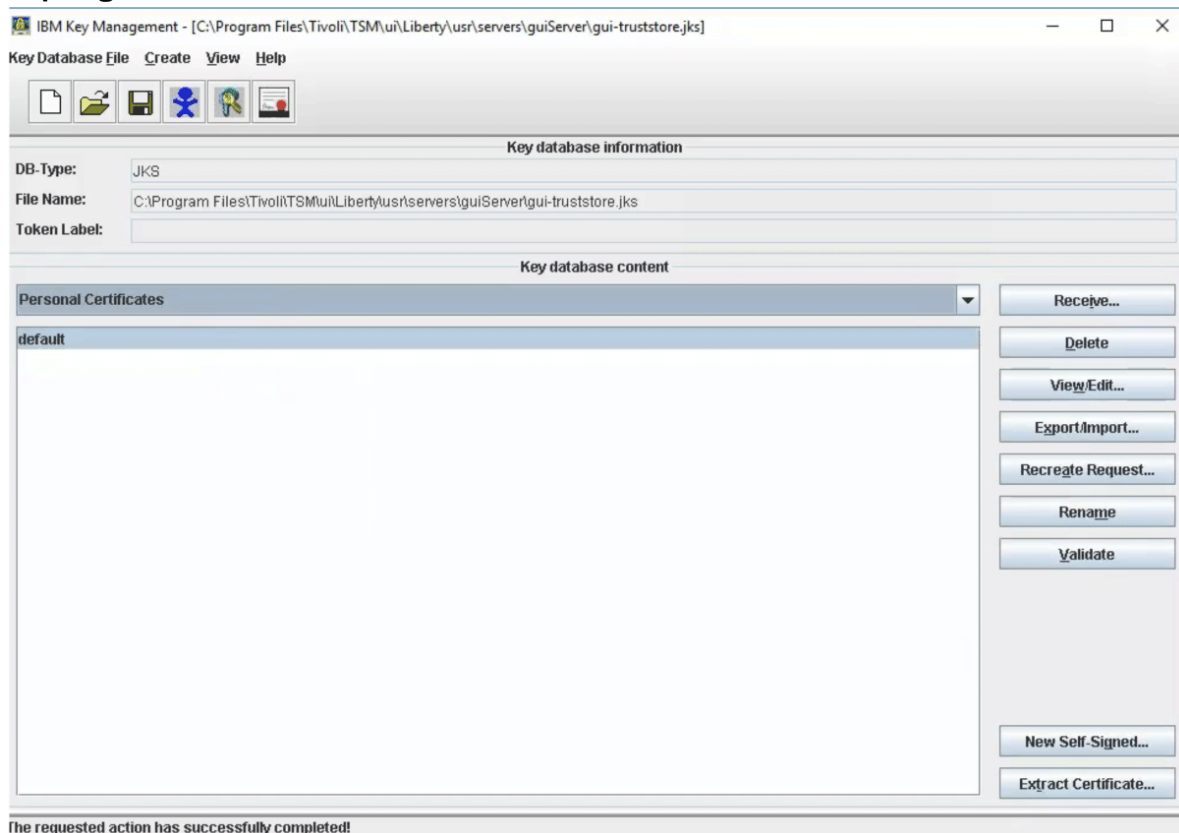 IBM Key Management - [C:\Program Files\Tivoli\TSM\ui\Liberty\usr\servers\guiServer\gui-truststore.jks]
Key Database File Create View Help
Key database information
DB-Type: JKS
File Name: C:\Program Files\Tivoli\TSM\ui\Liberty\usr\servers\guiServer\gui-truststore.jks
Token Label:
Key database content
Personal Certificates
Receive...
default
Delete
View/Edit...
Export/Import...
Recreate Request...
Rename
Validate
New Self-Signed...
Extract Certificate...
The requested action has successfully completed!